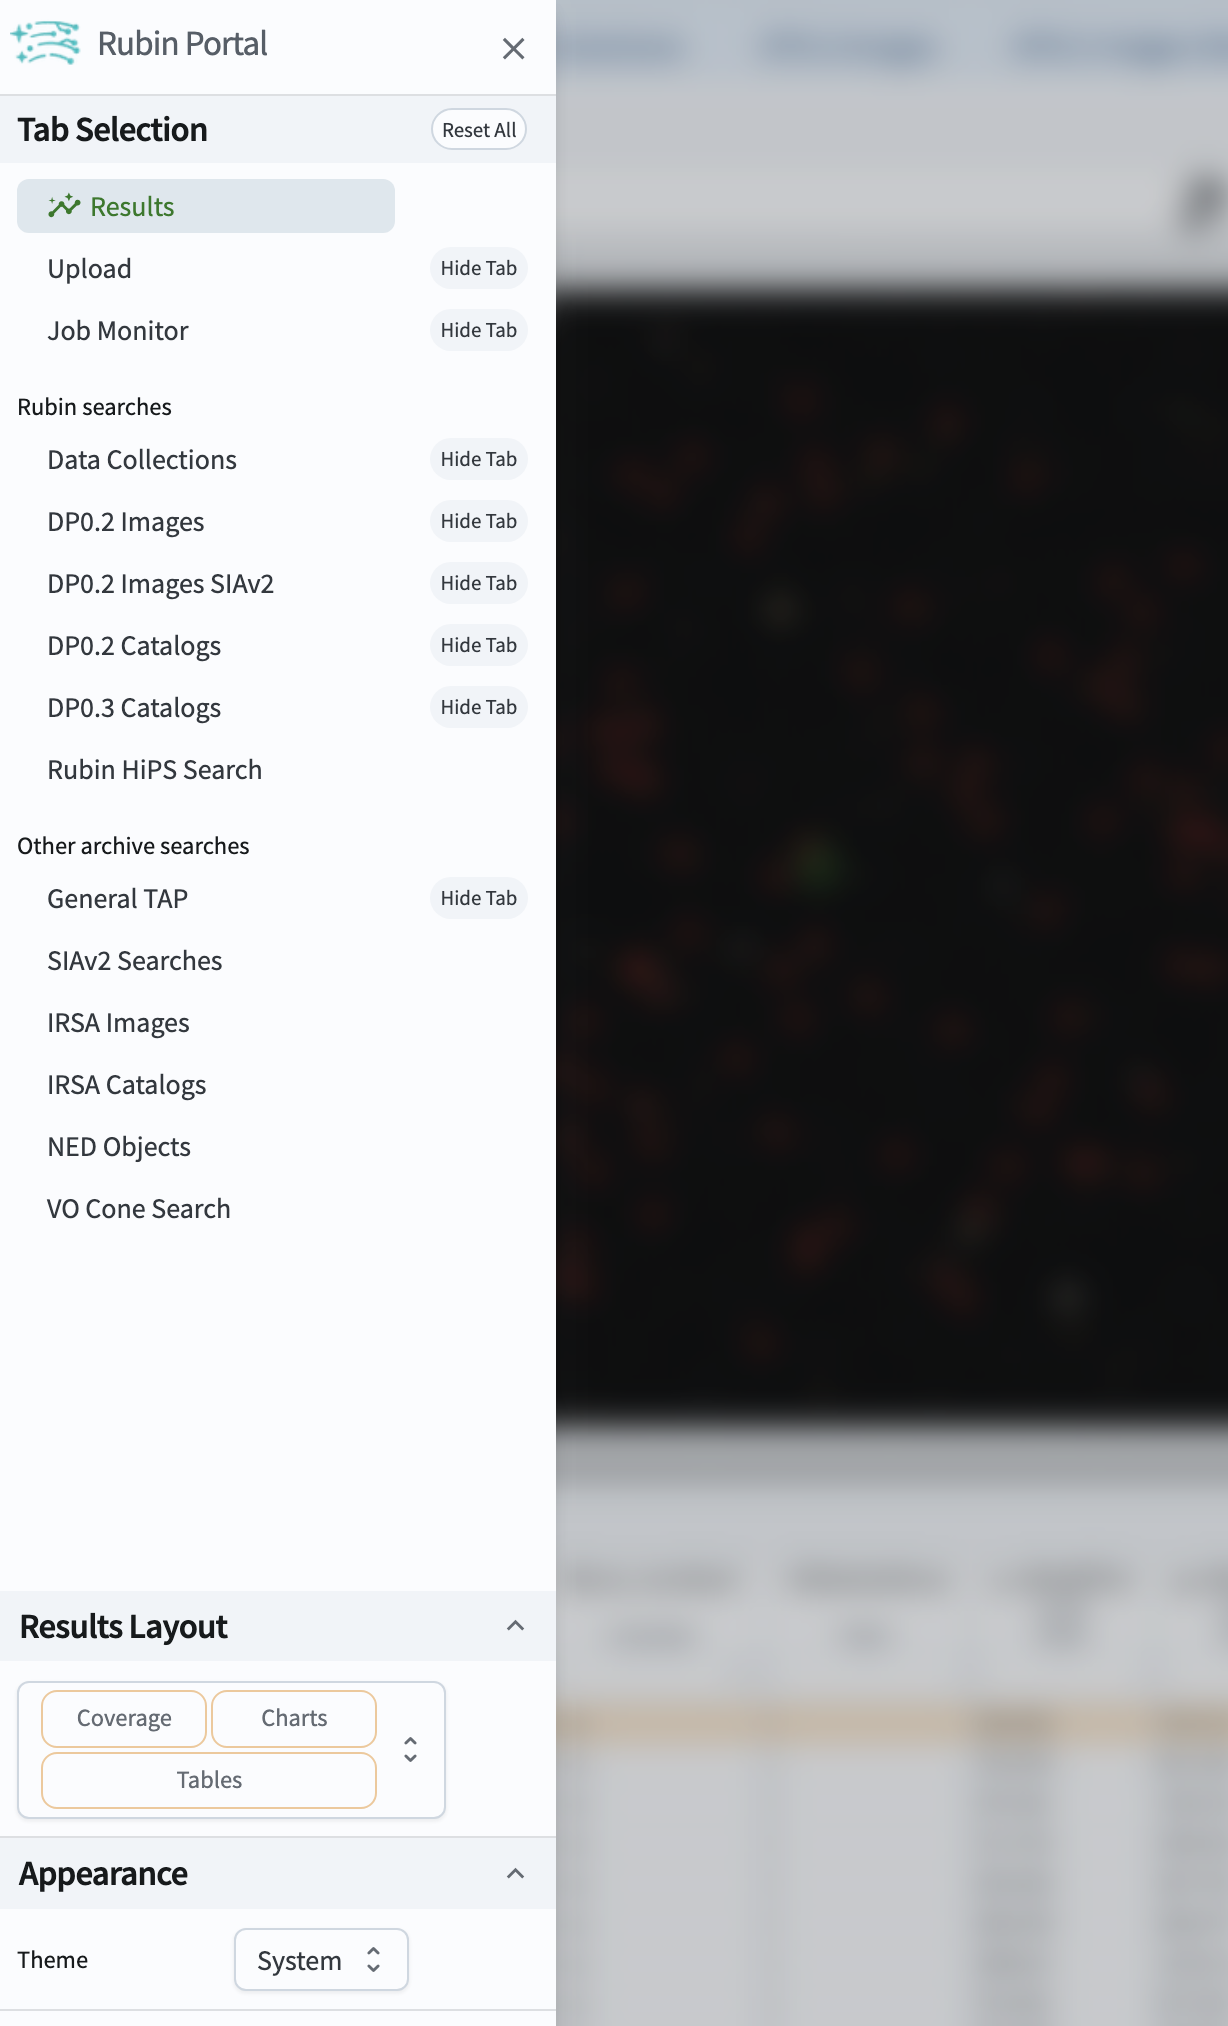 Rubin Portal
Tab Selection
Reset All
Results
Upload
Hide Tab
Job Monitor
Hide Tab
Rubin searches
Data Collections
Hide Tab
DP0.2 Images
Hide Tab
DP0.2 Images SIAv2
Hide Tab
DP0.2 Catalogs
Hide Tab
DP0.3 Catalogs
Hide Tab
Rubin HiPS Search
Other archive searches
General TAP
Hide Tab
SIAv2 Searches
IRSA Images
IRSA Catalogs
NED Objects
VO Cone Search
Results Layout
Coverage
Charts
Tables
Appearance
Theme
System